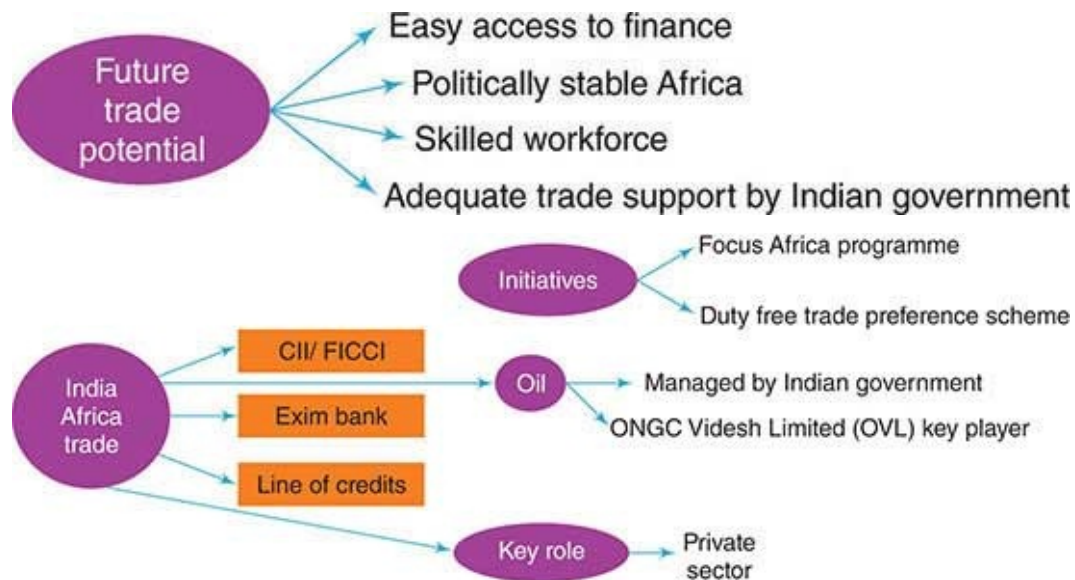 Future
trade
potential
Easy access to finance
Politically stable Africa
Skilled workforce
Adequate trade support by Indian government
Initiatives
Focus Africa programme
Duty free trade preference scheme
India
Africa
trade
CII/ FICCI
Exim bank
Line of credits
Oil
Managed by Indian government
ONGC Videsh Limited (OVL) key player
Key role
Private
sector